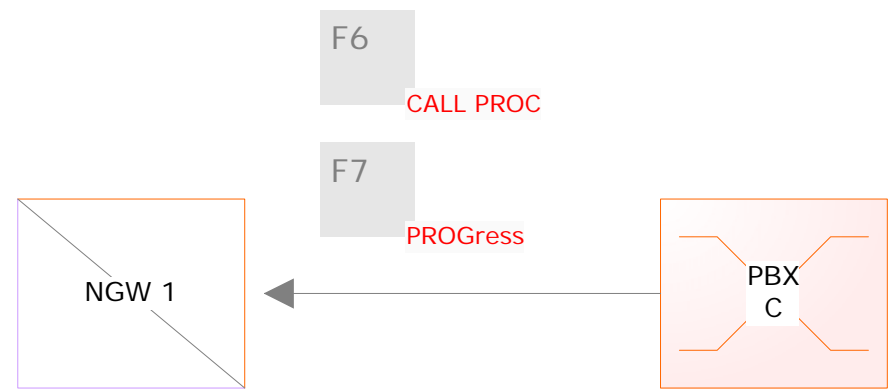 F6
CALL PROC
F7
PROGress
NGW 1
PBX
C